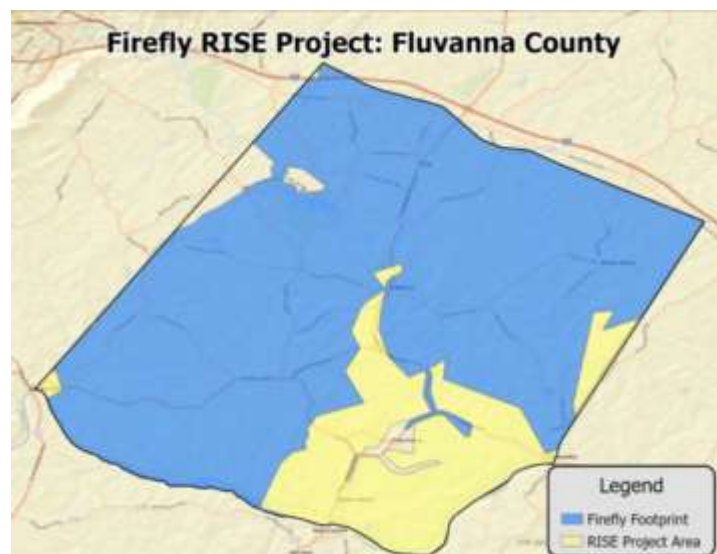 Firefly RISE Project: Fluvanna County
Legend
Firefly Footprint
RISE Project Area